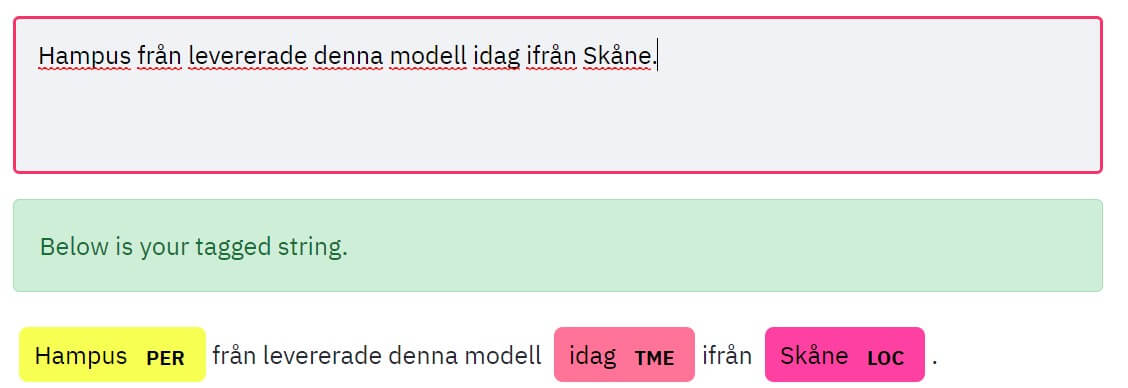 Hampus från levererade denna modell idag ifrån Skåne.
Below is your tagged string.
Hampus PER från levererade denna modell idag TME ifrån Skåne LOC .